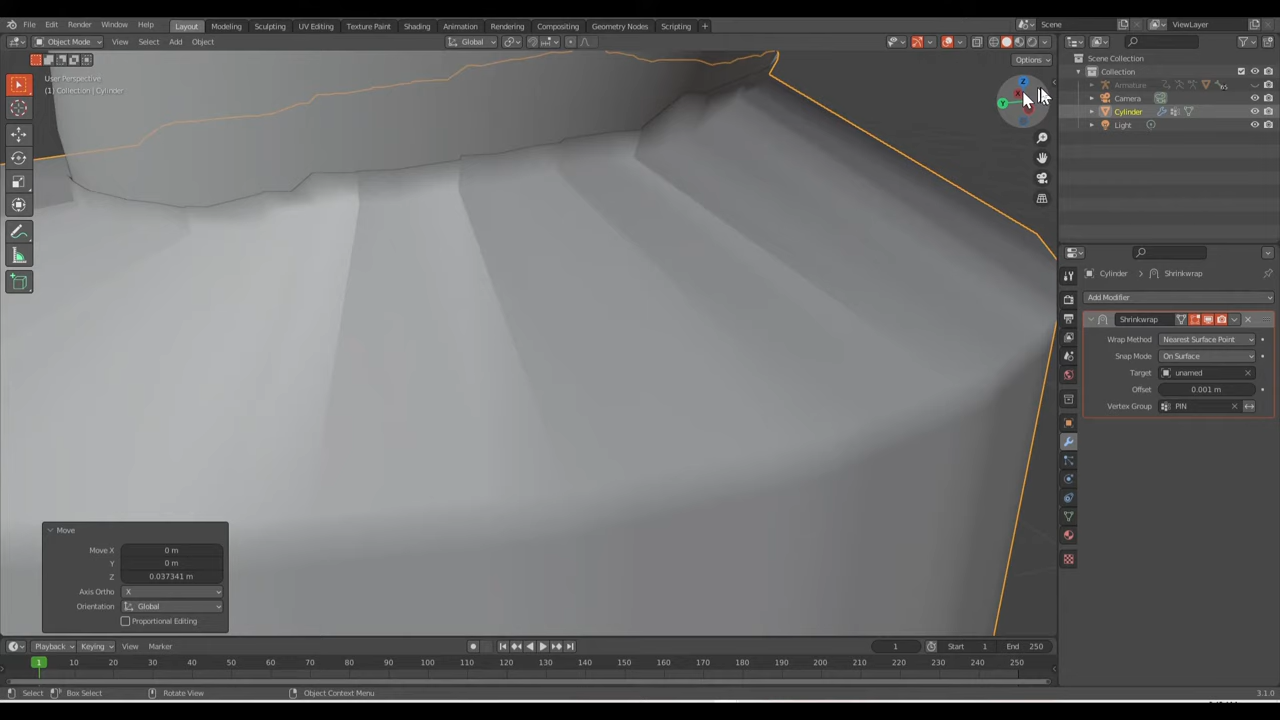 File Edit Render Window Help Layout Modeling Sculpting UV Editing Texture Paint Shading Animation Rendering Compositing Geometry Nodes Scripting + Scene ViewLayer
Object Mode View Select Add Object Global
Options
User Perspective
(1) Collection | Cylinder
Z
X
Y
Scene Collection
Collection
Armature
Camera
Cylinder
Light
Cylinder > Shrinkwrap
Add Modifier
Shrinkwrap
Wrap Method Nearest Surface Point
Snap Mode On Surface
Target unamed
Offset 0.001 m
Vertex Group PIN
Move
Move X 0 m
Y 0 m
Z 0.037341 m
Axis Ortho X
Orientation Global
Proportional Editing
Playback Keying View Marker 1 Start 1 End 250
1 10 20 30 40 50 60 70 80 90 100 110 120 130 140 150 160 170 180 190 200 210 220 230 240 250
Select Box Select Rotate View Object Context Menu 3.1.0